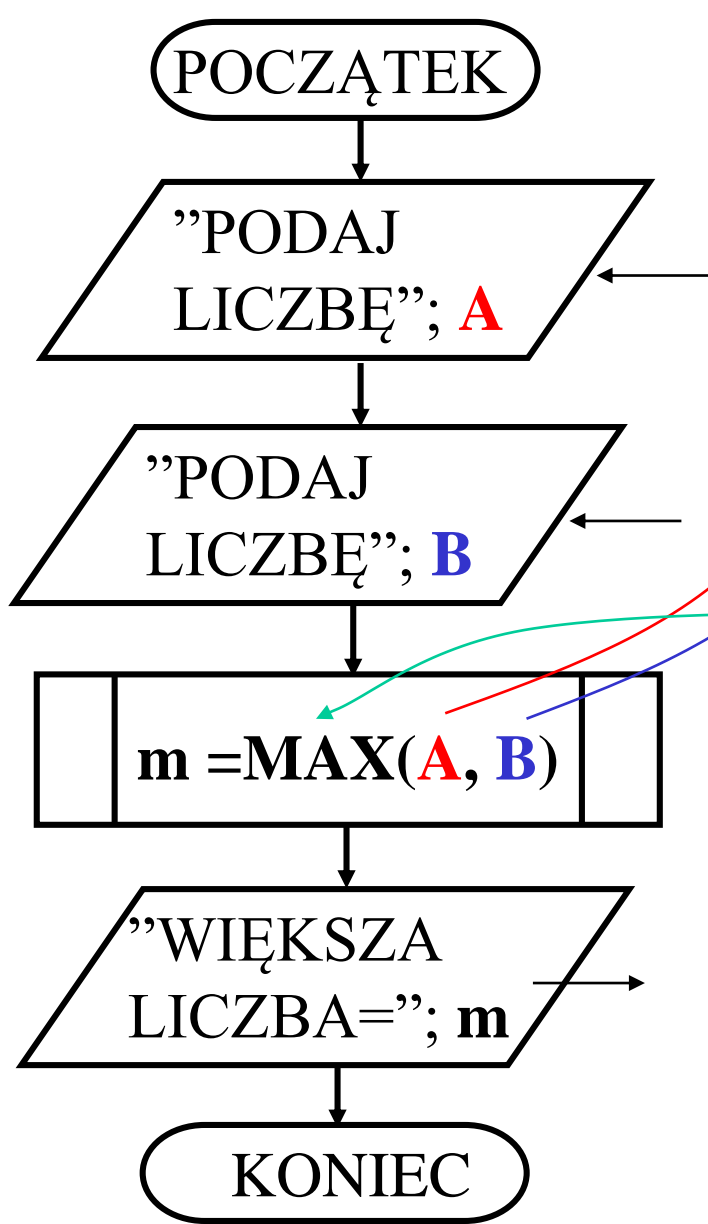 POCZĄTEK
”PODAJ
LICZBĘ”; A
”PODAJ
LICZBĘ”; B
m =MAX(A, B)
”WIĘKSZA
LICZBA=”; m
KONIEC